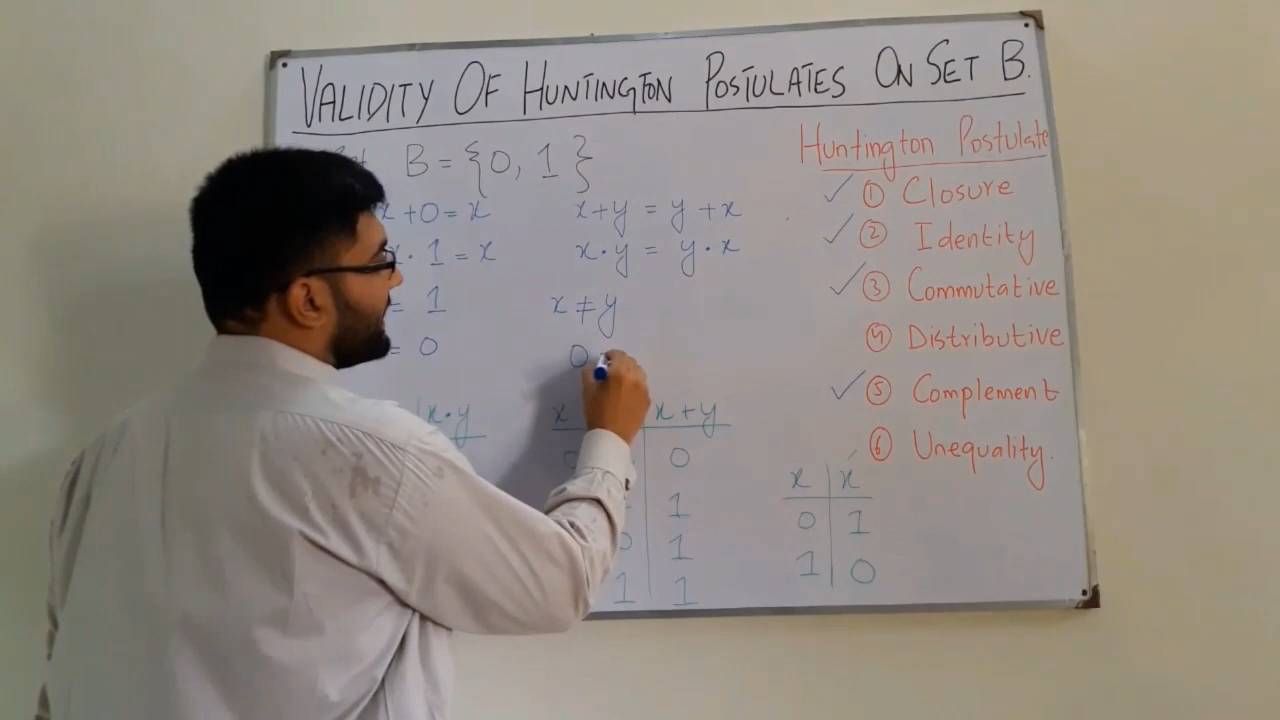 VALIDITY OF HUNTINGTON POSTULATES ON SET B.
B = {0, 1}
x + 0 = x
x · 1 = x
= 1
= 0
x + y = y + x
x · y = y · x
x ≠ y
0
x · y
x
x + y
0
1
1
1 1
Huntington Postulate
✓ ① Closure
✓ ② Identity
✓ ③ Commutative
④ Distributive
✓ ⑤ Complement
⑥ Unequality.
x x′
0 1
1 0